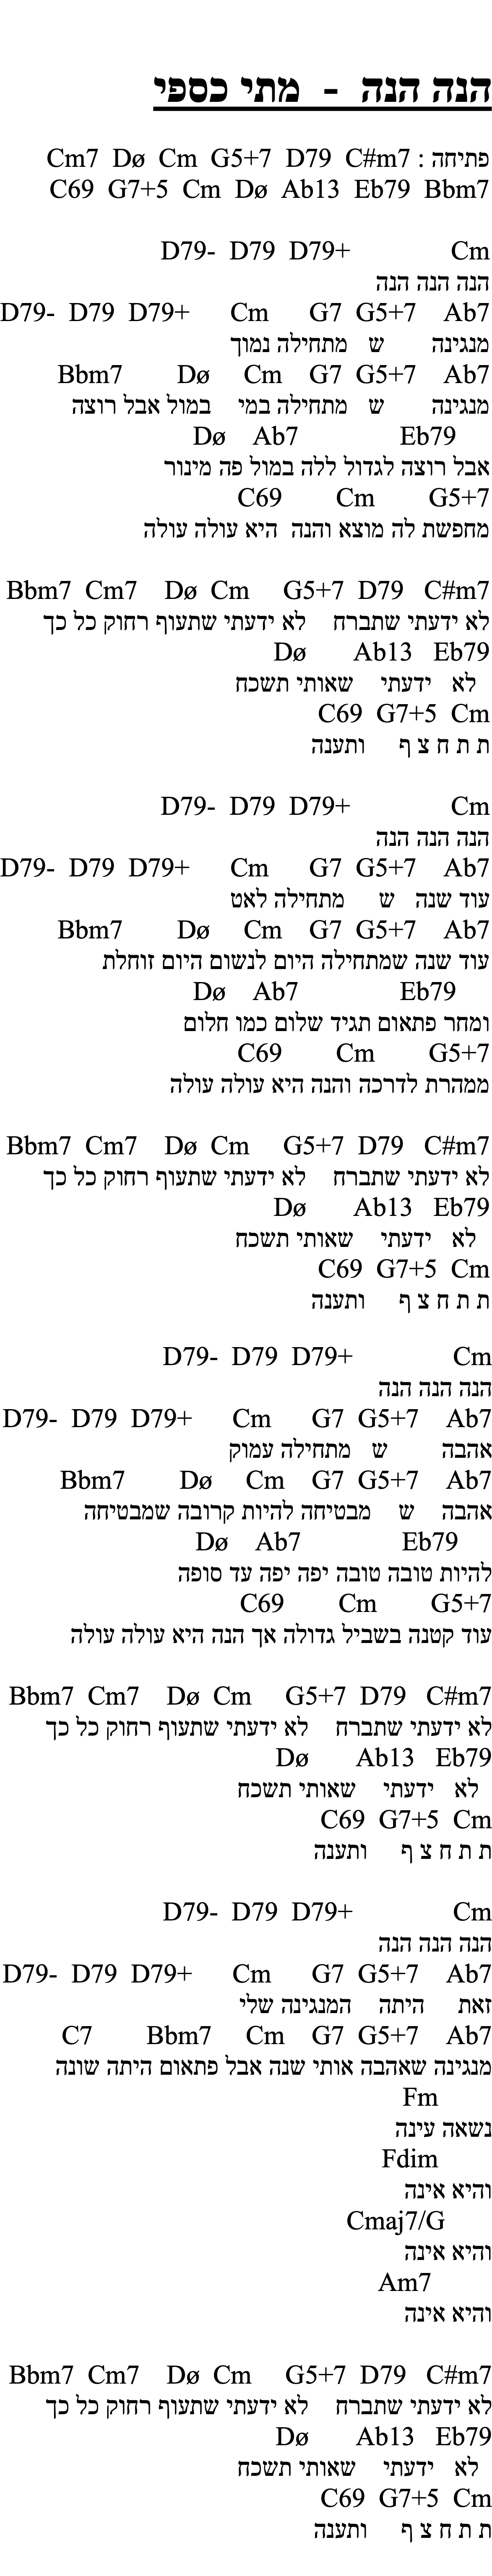 הנה הנה - מתי כספי
פתיחה : Cm7 Dø Cm G5+7 D79 C#m7
C69 G7+5 Cm Dø Ab13 Eb79 Bbm7
D79- D79 D79+ Cm
הנה הנה הנה
D79- D79 D79+ Cm G7 G5+7 Ab7
מנגינה ש מתחילה נמוך
Bbm7 Dø Cm G7 G5+7 Ab7
מנגינה ש מתחילה במי במול אבל רוצה
Dø Ab7 Eb79
אבל רוצה לגדול ללה במול פה מינור
C69 Cm G5+7
מחפשת לה מוצא והנה היא עולה עולה
Bbm7 Cm7 Dø Cm G5+7 D79 C#m7
לא ידעתי שתברח לא ידעתי שתעוף רחוק כל כך
Dø Ab13 Eb79
לא ידעתי שאותי תשכח
C69 G7+5 Cm
ת ת ח צ ף ותענה
D79- D79 D79+ Cm
הנה הנה הנה
D79- D79 D79+ Cm G7 G5+7 Ab7
עוד שנה ש מתחילה לאט
Bbm7 Dø Cm G7 G5+7 Ab7
עוד שנה שמתחילה היום לנשום היום זוחלת
Dø Ab7 Eb79
ומחר פתאום תגיד שלום כמו חלום
C69 Cm G5+7
ממהרת לדרכה והנה היא עולה עולה
Bbm7 Cm7 Dø Cm G5+7 D79 C#m7
לא ידעתי שתברח לא ידעתי שתעוף רחוק כל כך
Dø Ab13 Eb79
לא ידעתי שאותי תשכח
C69 G7+5 Cm
ת ת ח צ ף ותענה
D79- D79 D79+ Cm
הנה הנה הנה
D79- D79 D79+ Cm G7 G5+7 Ab7
אהבה ש מתחילה עמוק
Bbm7 Dø Cm G7 G5+7 Ab7
אהבה ש מבטיחה להיות קרובה שמבטיחה
Dø Ab7 Eb79
להיות טובה טובה יפה יפה עד סופה
C69 Cm G5+7
עוד קטנה בשביל גדולה אך הנה היא עולה עולה
Bbm7 Cm7 Dø Cm G5+7 D79 C#m7
לא ידעתי שתברח לא ידעתי שתעוף רחוק כל כך
Dø Ab13 Eb79
לא ידעתי שאותי תשכח
C69 G7+5 Cm
ת ת ח צ ף ותענה
D79- D79 D79+ Cm
הנה הנה הנה
D79- D79 D79+ Cm G7 G5+7 Ab7
זאת היתה המנגינה שלי
C7 Bbm7 Cm G7 G5+7 Ab7
מנגינה שאהבה אותי שנה אבל פתאום היתה שונה
Fm
נשאה עינה
Fdim
והיא אינה
Cmaj7/G
והיא אינה
Am7
והיא אינה
Bbm7 Cm7 Dø Cm G5+7 D79 C#m7
לא ידעתי שתברח לא ידעתי שתעוף רחוק כל כך
Dø Ab13 Eb79
לא ידעתי שאותי תשכח
C69 G7+5 Cm
ת ת ח צ ף ותענה